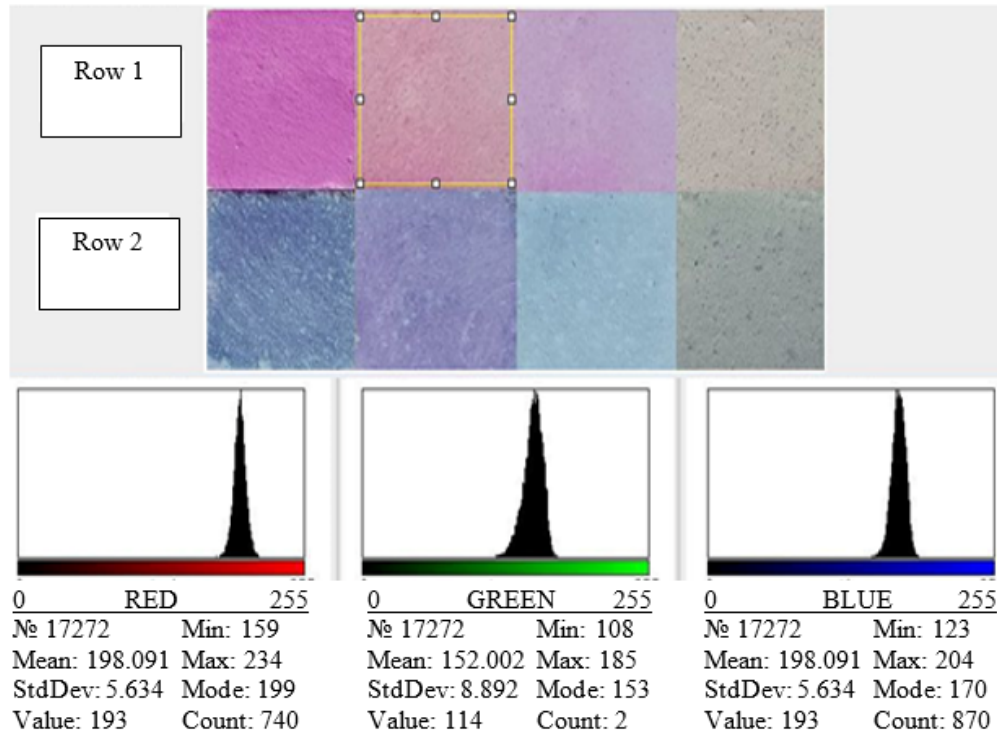 Row 1
Row 2
0 RED 255
0 GREEN 255
0 BLUE 255
№ 17272 Min: 159
Mean: 198.091 Max: 234
StdDev: 5.634 Mode: 199
Value: 193 Count: 740
№ 17272 Min: 108
Mean: 152.002 Max: 185
StdDev: 8.892 Mode: 153
Value: 114 Count: 2
№ 17272 Min: 123
Mean: 198.091 Max: 204
StdDev: 5.634 Mode: 170
Value: 193 Count: 870